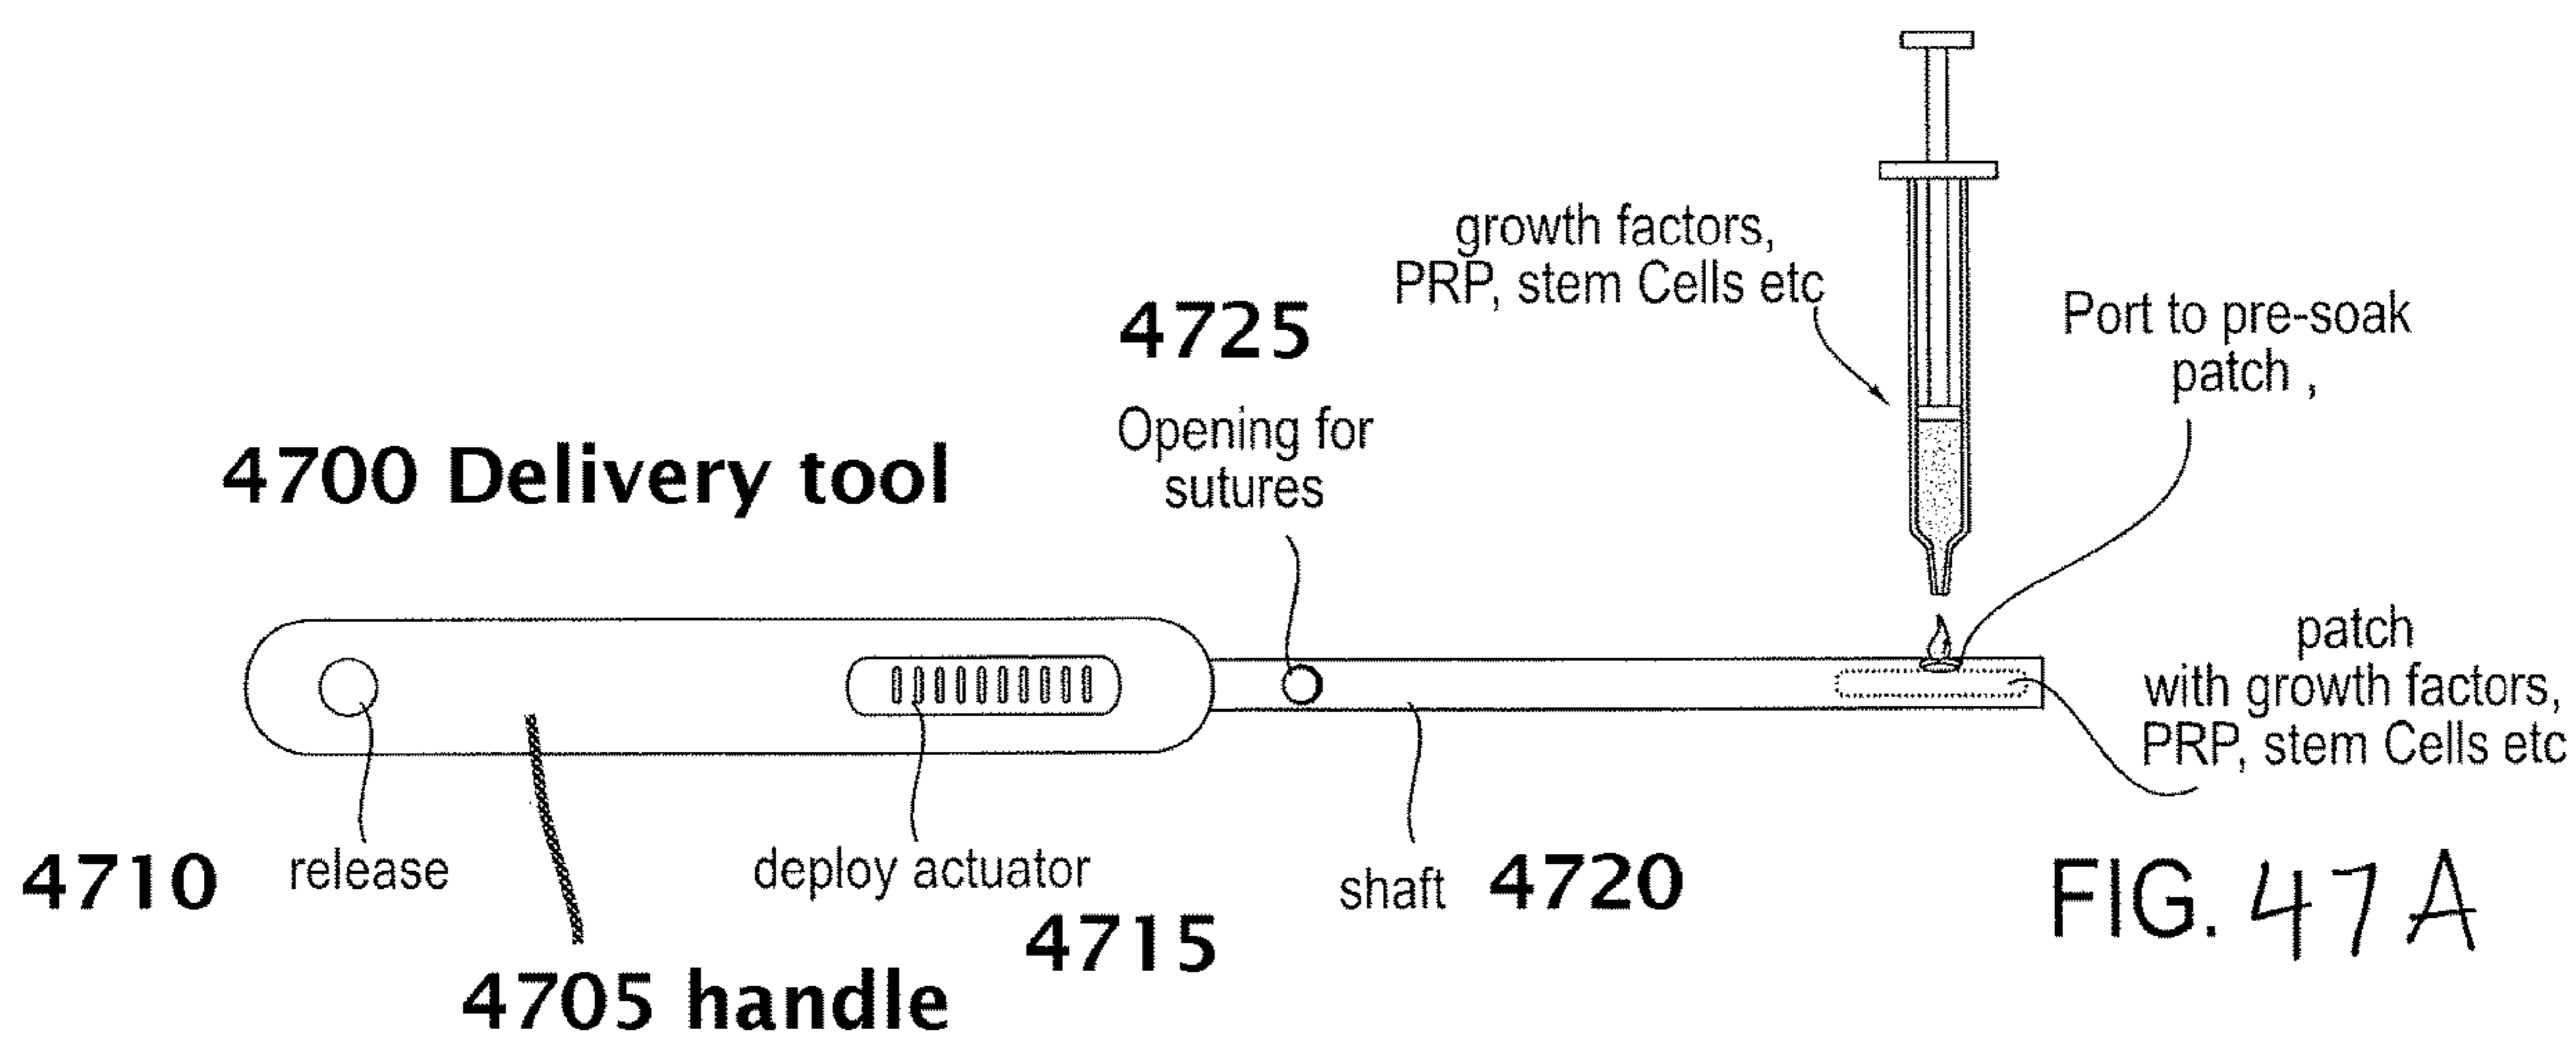 growth factors,
PRP, stem Cells etc
4725
Port to pre-soak
patch ,
Opening for
sutures
4700 Delivery tool
patch
with growth factors,
PRP, stem Cells etc
4710 release
deploy actuator
4715
shaft 4720
4705 handle
FIG. 47A